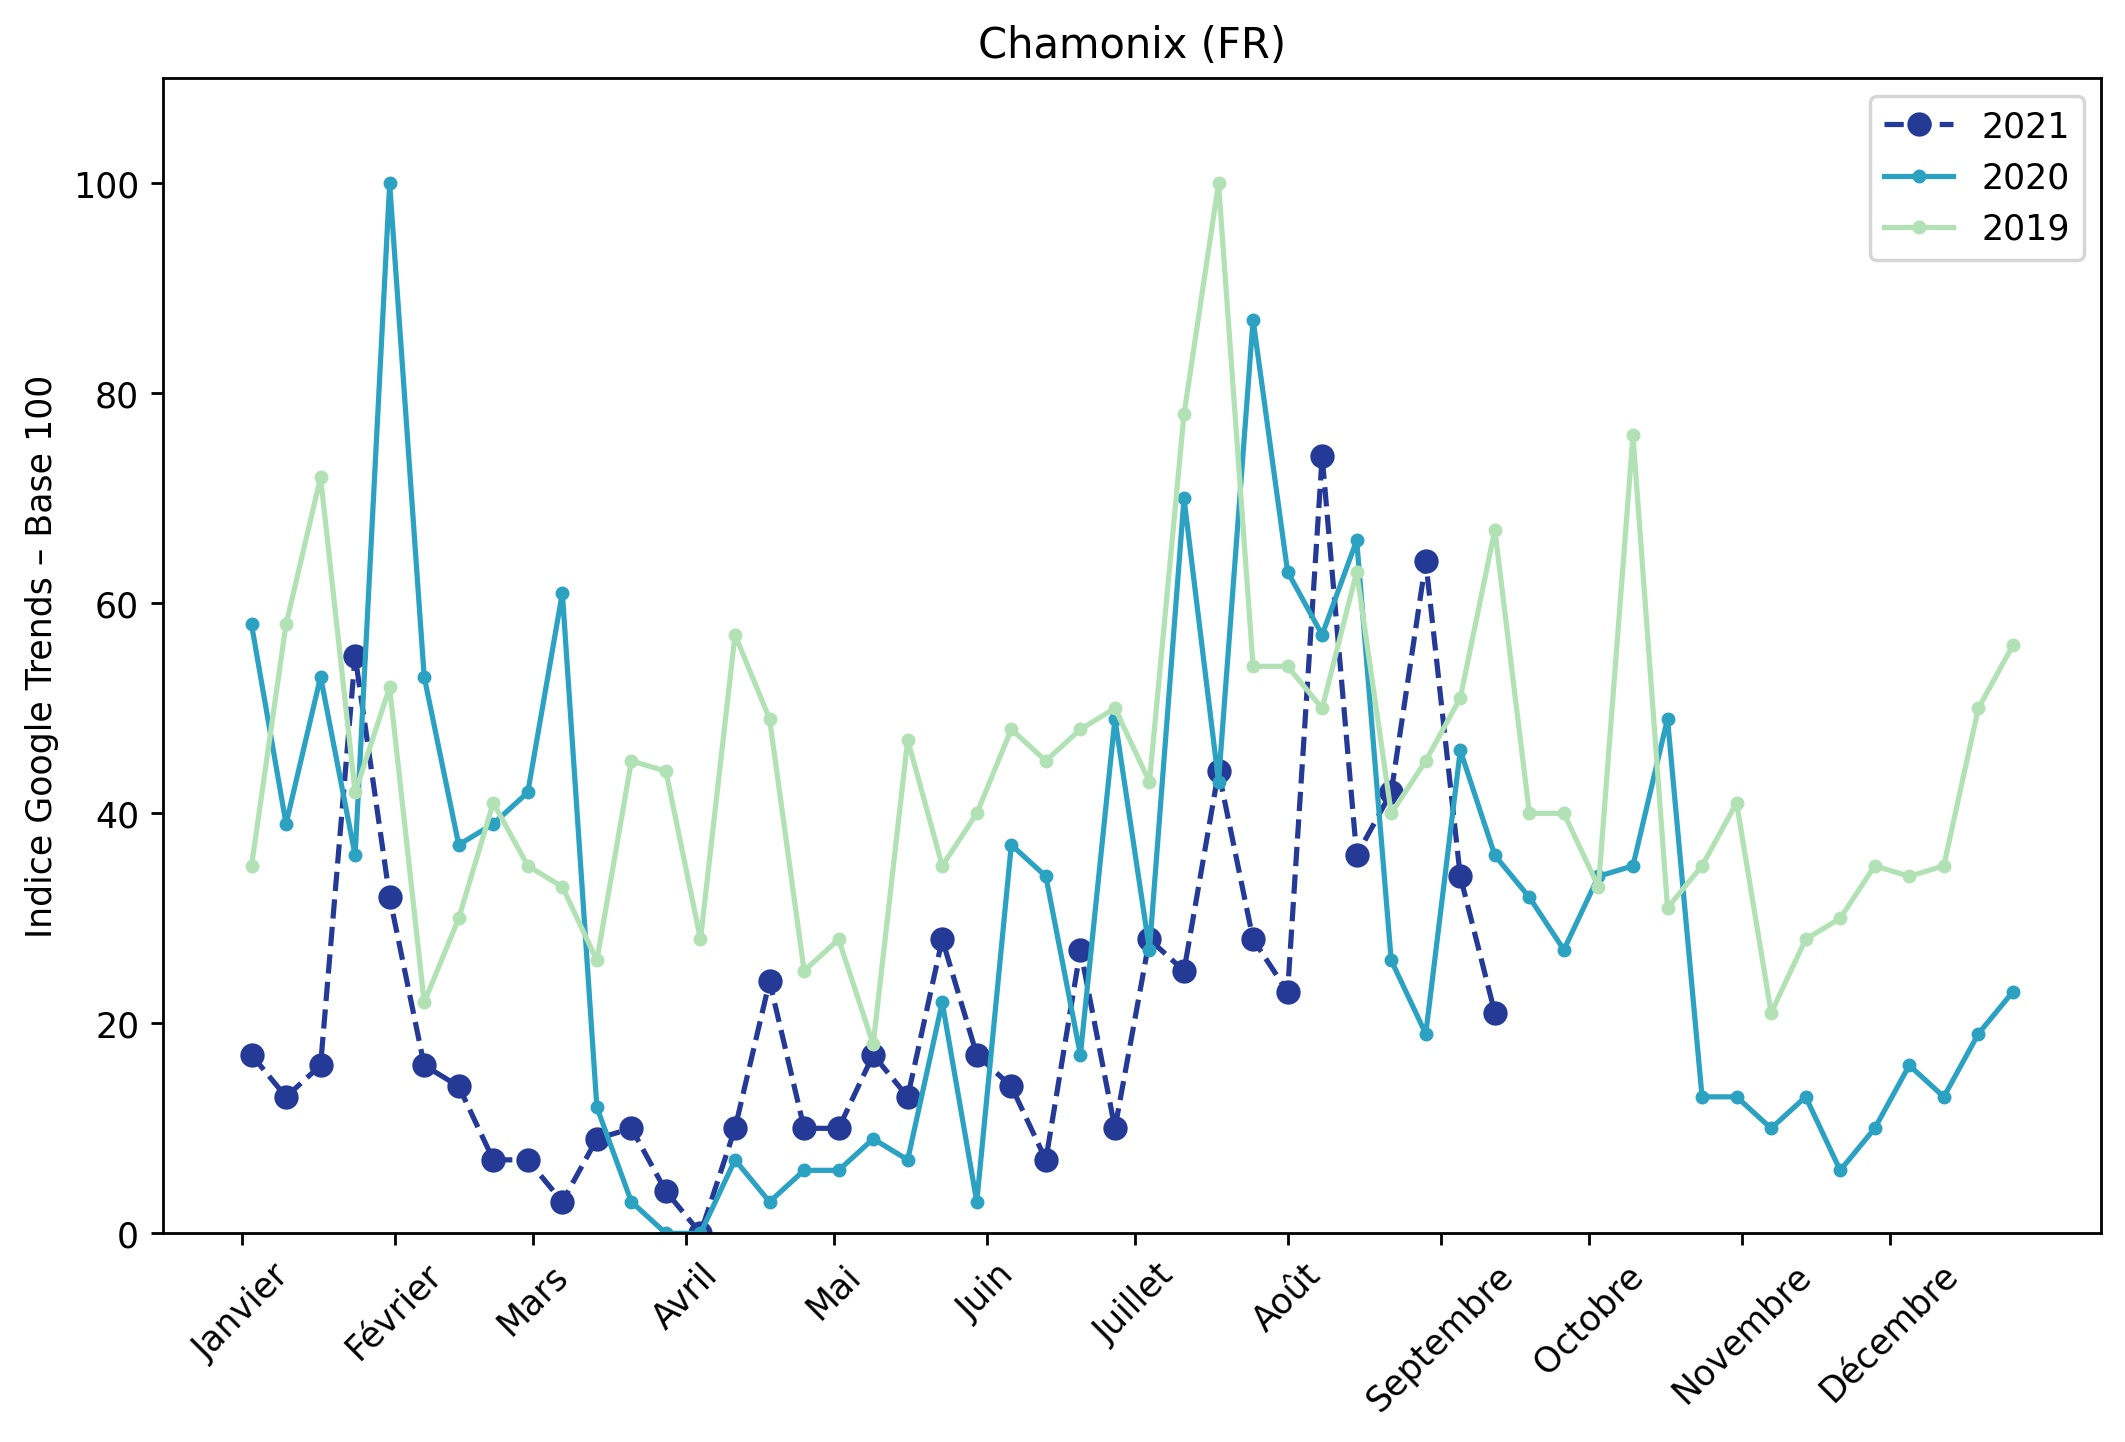 Chamonix (FR)
Indice Google Trends – Base 100
100
80
60
40
20
0
2021
2020
2019
Janvier
Février
Mars
Avril
Mai
Juin
Juillet
Août
Septembre
Octobre
Novembre
Décembre